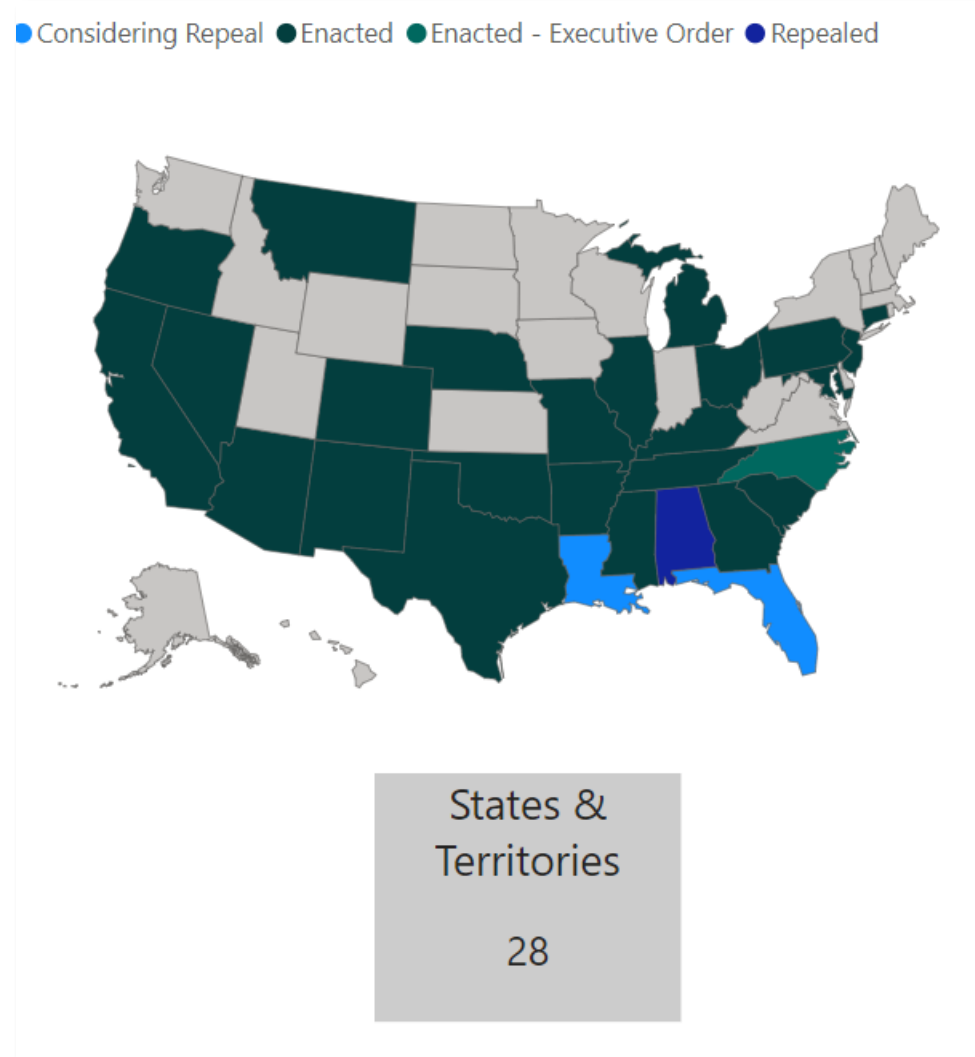 Considering Repeal Enacted Enacted - Executive Order Repealed
States &
Territories
28